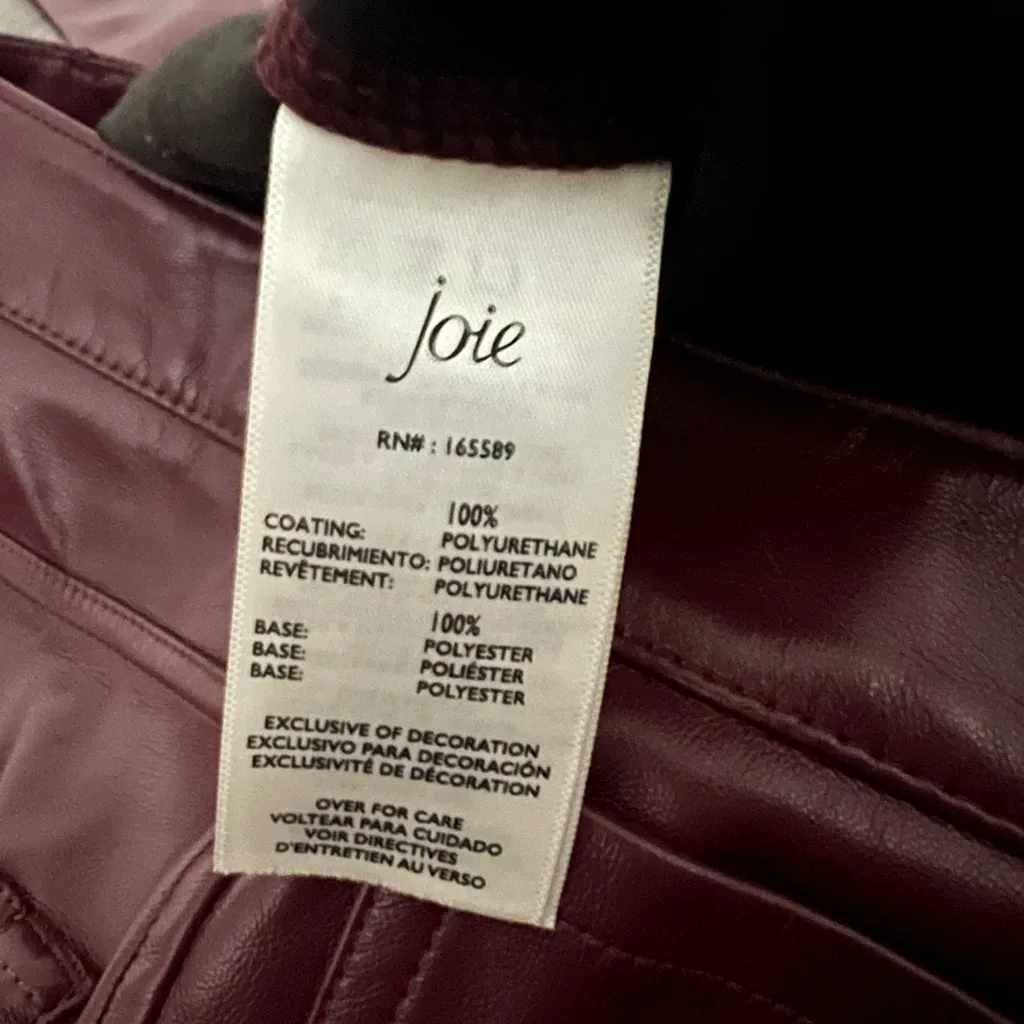 joie
RN# : 165589
100%
COATING: POLYURETHANE
RECUBRIMIENTO: POLIURETANO
REVÊTEMENT: POLYURETHANE
100%
BASE: POLYESTER
BASE: POLIÉSTER
BASE: POLYESTER
EXCLUSIVE OF DECORATION
EXCLUSIVO PARA DECORACIÓN
EXCLUSIVITÉ DE DÉCORATION
OVER FOR CARE
VOLTEAR PARA CUIDADO
VOIR DIRECTIVES
D'ENTRETIEN AU VERSO